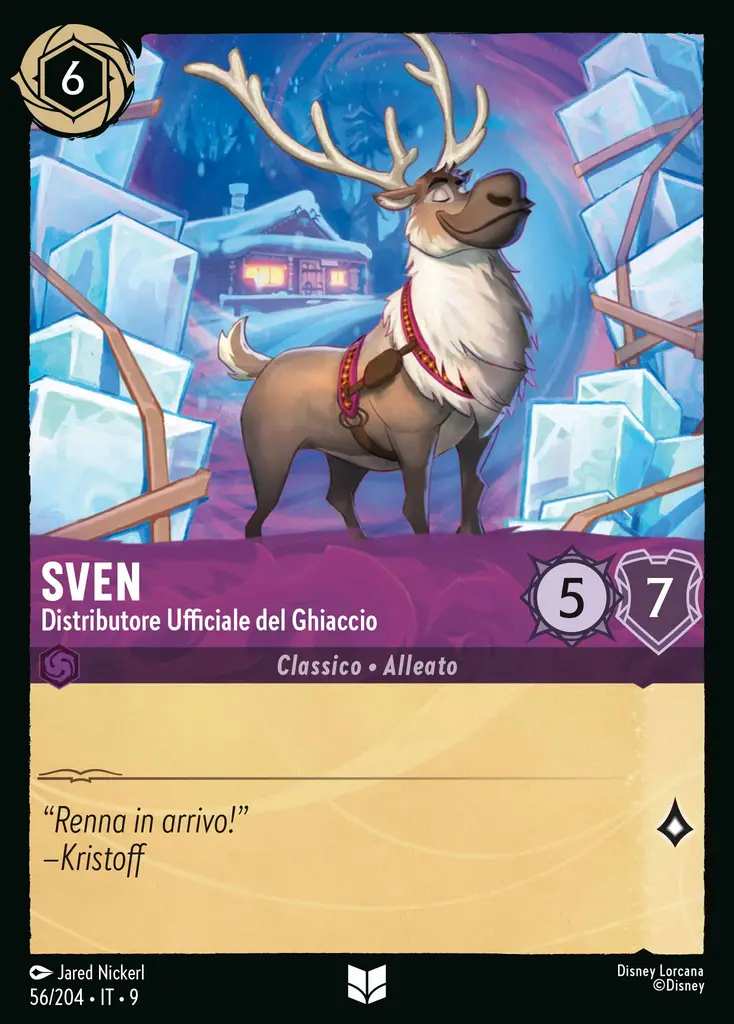 6
SVEN
Distributore Ufficiale del Ghiaccio
5
7
Classico • Alleato
“Renna in arrivo!”
–Kristoff
Jared Nickerl
56/204 • IT • 9
Disney Lorcana
©Disney